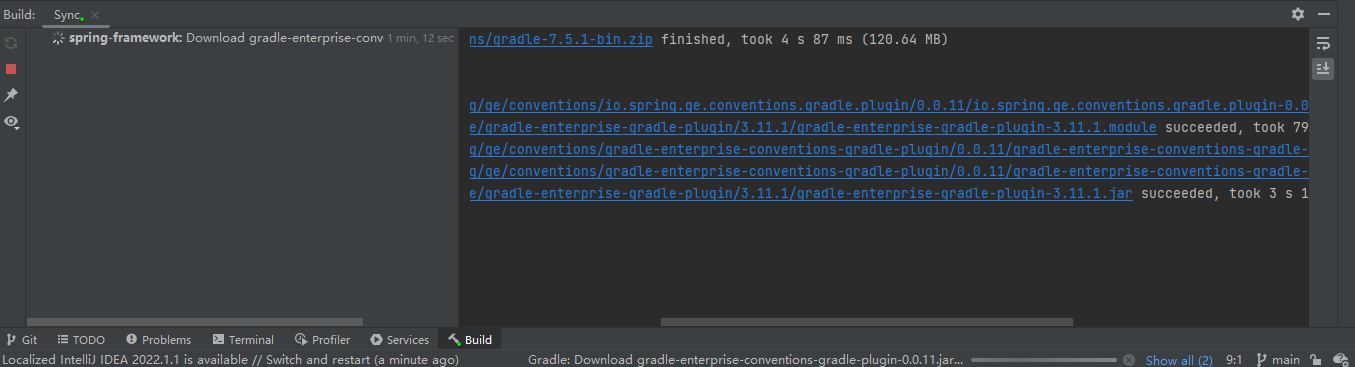 Build: Sync
spring-framework: Download gradle-enterprise-conv 1 min, 12 sec
ns/gradle-7.5.1-bin.zip finished, took 4 s 87 ms (120.64 MB)
g/ge/conventions/io.spring.ge.conventions.gradle.plugin/0.0.11/io.spring.ge.conventions.gradle.plugin-0.0
e/gradle-enterprise-gradle-plugin/3.11.1/gradle-enterprise-gradle-plugin-3.11.1.module succeeded, took 79
g/ge/conventions/gradle-enterprise-conventions-gradle-plugin/0.0.11/gradle-enterprise-conventions-gradle-
g/ge/conventions/gradle-enterprise-conventions-gradle-plugin/0.0.11/gradle-enterprise-conventions-gradle-
e/gradle-enterprise-gradle-plugin/3.11.1/gradle-enterprise-gradle-plugin-3.11.1.jar succeeded, took 3 s 1
Git TODO Problems Terminal Profiler Services Build
Localized IntelliJ IDEA 2022.1.1 is available // Switch and restart (a minute ago) Gradle: Download gradle-enterprise-conventions-gradle-plugin-0.0.11.jar... Show all (2) 9:1 main